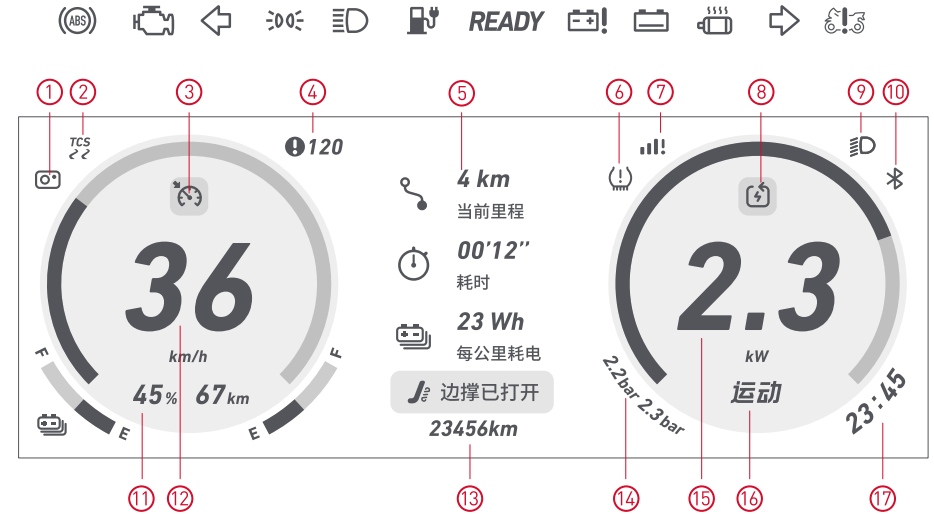 ABS READY
① ② ③ ④ ⑤ ⑥ ⑦ ⑧ ⑨ ⑩
TCS
120
4 km
当前里程
00'12''
耗时
23 Wh
每公里耗电
边撑已打开
23456km
36
km/h
45% 67km
F E
F E
2.3
kW
运动
2.2bar 2.3bar
23:45
⑪ ⑫ ⑬ ⑭ ⑮ ⑯ ⑰